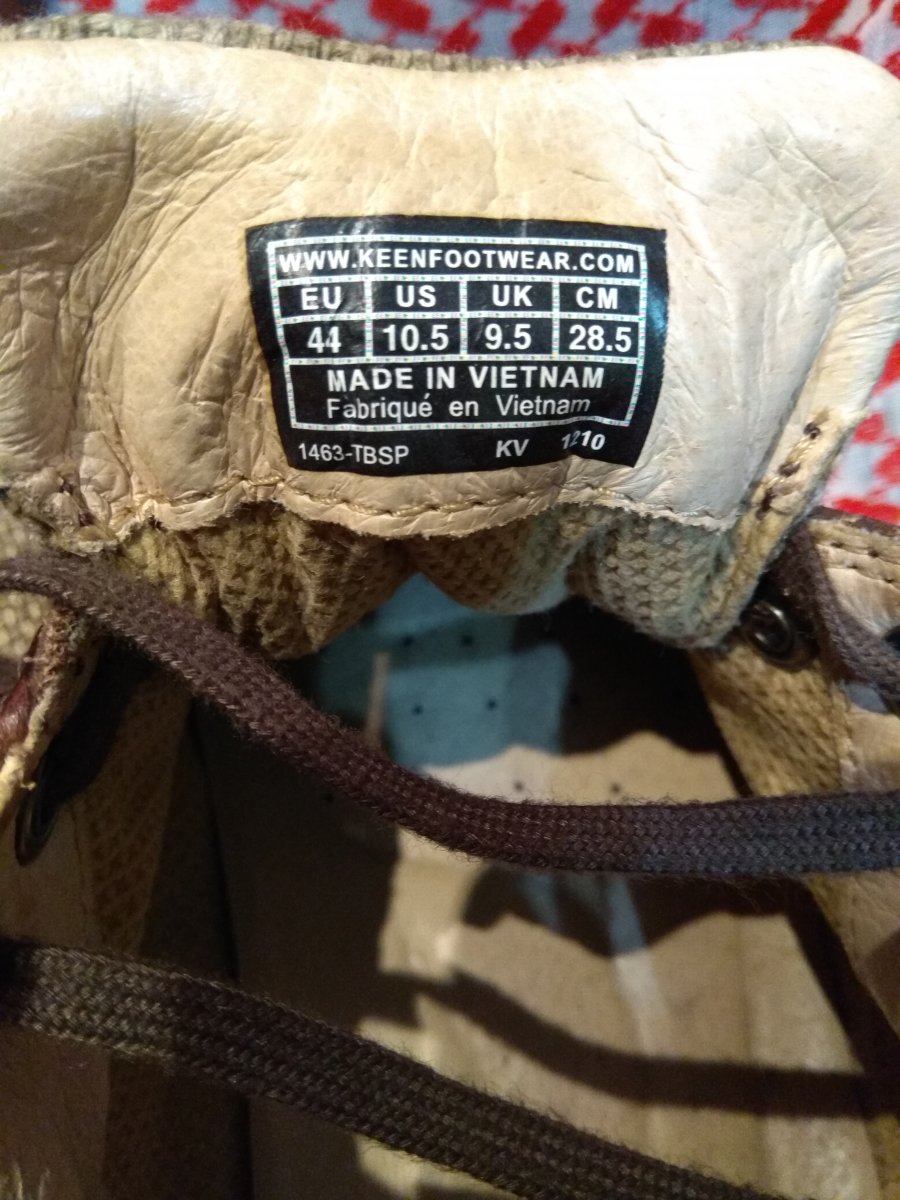 WWW.KEENFOOTWEAR.COM
EU US UK CM
44 10.5 9.5 28.5
MADE IN VIETNAM
Fabriqué en Vietnam
1463-TBSP KV 1210